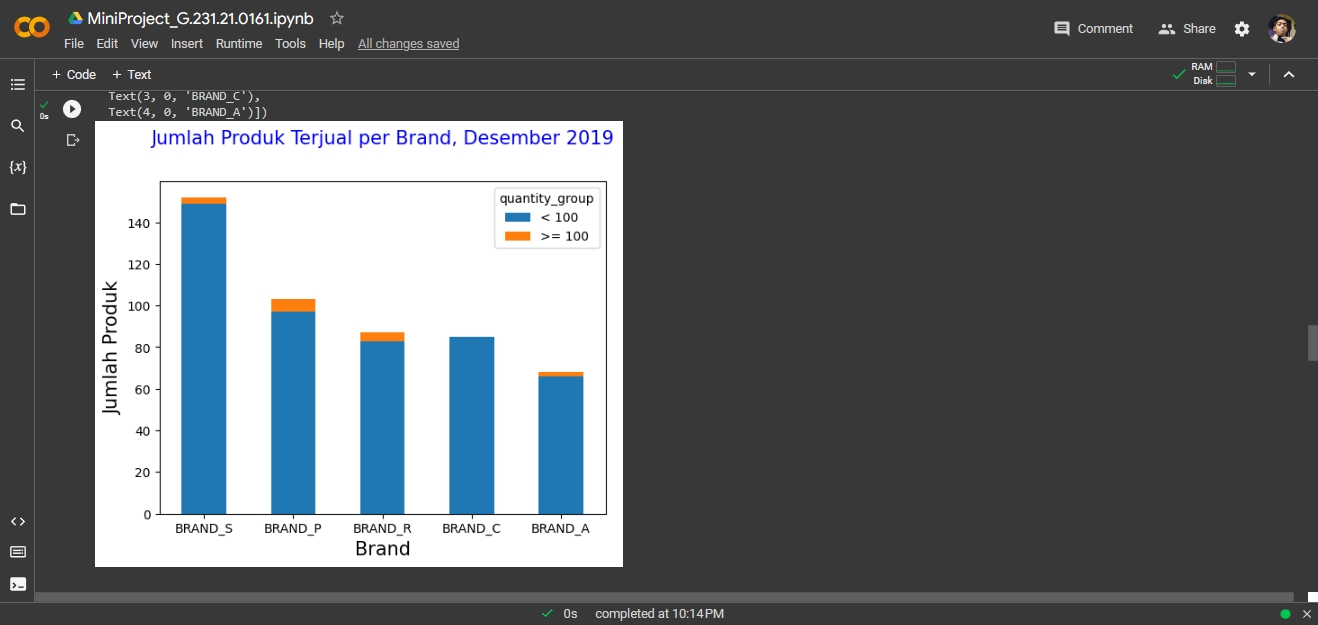 MiniProject_G.231.21.0161.ipynb
Comment
Share
File Edit View Insert Runtime Tools Help All changes saved
+ Code + Text
RAM
Disk
Text(3, 0, 'BRAND_C'),
0s
Text(4, 0, 'BRAND_A')])
{x}
Jumlah Produk Terjual per Brand, Desember 2019
quantity_group
< 100
>= 100
Jumlah Produk
140
120
100
80
60
40
20
0
BRAND_S BRAND_P BRAND_R BRAND_C BRAND_A
Brand
0s completed at 10:14 PM